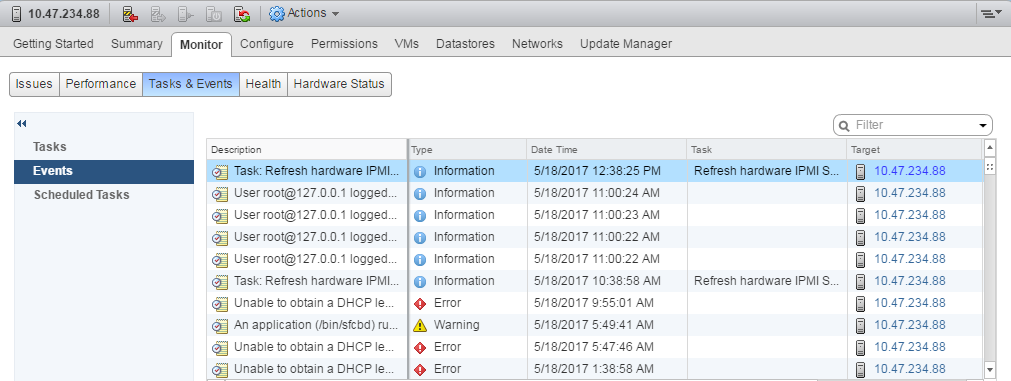 10.47.234.88 Actions
Getting Started Summary Monitor Configure Permissions VMs Datastores Networks Update Manager
Issues Performance Tasks & Events Health Hardware Status
Filter
Tasks
Events
Scheduled Tasks
Description Type Date Time Task Target
Task: Refresh hardware IPMI... Information 5/18/2017 12:38:25 PM Refresh hardware IPMI S... 10.47.234.88
User root@127.0.0.1 logged... Information 5/18/2017 11:00:24 AM 10.47.234.88
User root@127.0.0.1 logged... Information 5/18/2017 11:00:23 AM 10.47.234.88
User root@127.0.0.1 logged... Information 5/18/2017 11:00:22 AM 10.47.234.88
User root@127.0.0.1 logged... Information 5/18/2017 11:00:22 AM 10.47.234.88
Task: Refresh hardware IPMI... Information 5/18/2017 10:38:58 AM Refresh hardware IPMI S... 10.47.234.88
Unable to obtain a DHCP le... Error 5/18/2017 9:55:01 AM 10.47.234.88
An application (/bin/sfcbd) ru... Warning 5/18/2017 5:49:41 AM 10.47.234.88
Unable to obtain a DHCP le... Error 5/18/2017 5:47:46 AM 10.47.234.88
Unable to obtain a DHCP le... Error 5/18/2017 1:38:58 AM 10.47.234.88